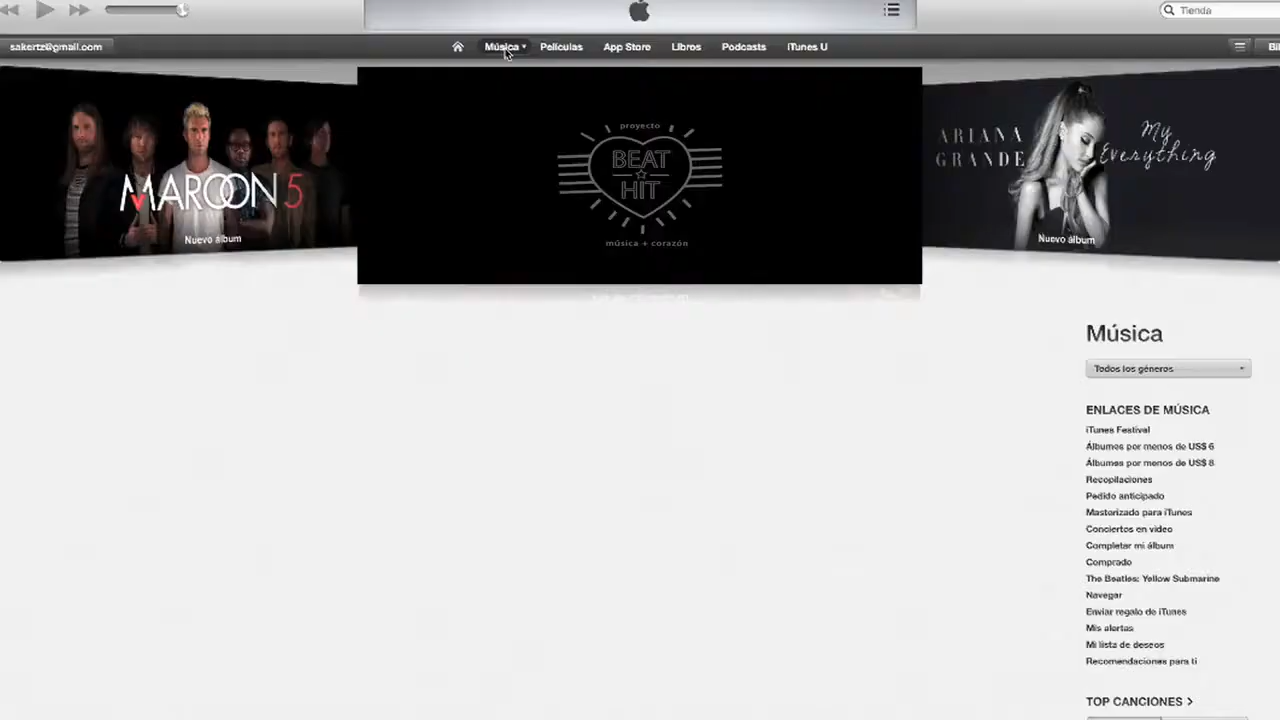 Tienda
sakertz@gmail.com
Música
Películas
App Store
Libros
Podcasts
iTunes U
MAROON 5
Nuevo álbum
proyecto
BEAT
HIT
música + corazón
ARIANA
GRANDE
My
Everything
Nuevo álbum
Música
Todos los géneros
ENLACES DE MÚSICA
iTunes Festival
Álbumes por menos de US$ 6
Álbumes por menos de US$ 8
Recopilaciones
Pedido anticipado
Masterizado para iTunes
Conciertos en video
Completar mi álbum
Comprado
The Beatles: Yellow Submarine
Navegar
Enviar regalo de iTunes
Mis alertas
Mi lista de deseos
Recomendaciones para ti
TOP CANCIONES >